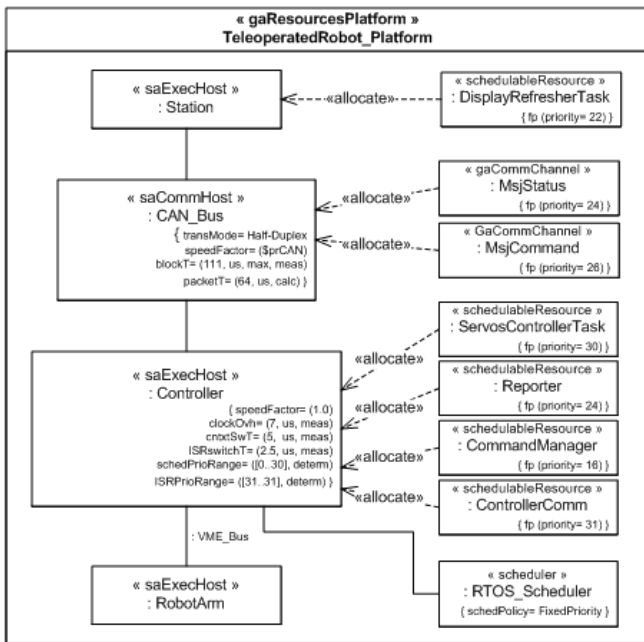 « gaResourcesPlatform »
TeleoperatedRobot_Platform
« saExecHost »
: Station
«allocate»
« schedulableResource »
: DisplayRefresherTask
{ fp (priority= 22) }
« saCommHost »
: CAN_Bus
{ transMode= Half-Duplex
speedFactor= ($prCAN)
blockT= (111, us, max, meas)
packetT= (64, us, calc) }
«allocate»
« gaCommChannel »
: MsjStatus
{ fp (priority= 24) }
«allocate»
« GaCommChannel »
: MsjCommand
{ fp (priority= 26) }
« saExecHost »
: Controller
{ speedFactor= (1.0)
clockOvh= (7, us, meas)
cntxtSwT= (5, us, meas)
ISRswitchT= (2.5, us, meas)
schedPrioRange= ([0..30], determ)
ISRPrioRange= ([31..31], determ) }
«allocate»
« schedulableResource »
: ServosControllerTask
{ fp (priority= 30) }
«allocate»
« schedulableResource »
: Reporter
{ fp (priority= 24) }
«allocate»
« schedulableResource »
: CommandManager
{ fp (priority= 16) }
«allocate»
« schedulableResource »
: ControllerComm
{ fp (priority= 31) }
: VME_Bus
« saExecHost »
: RobotArm
« scheduler »
: RTOS_Scheduler
{ schedPolicy= FixedPriority }